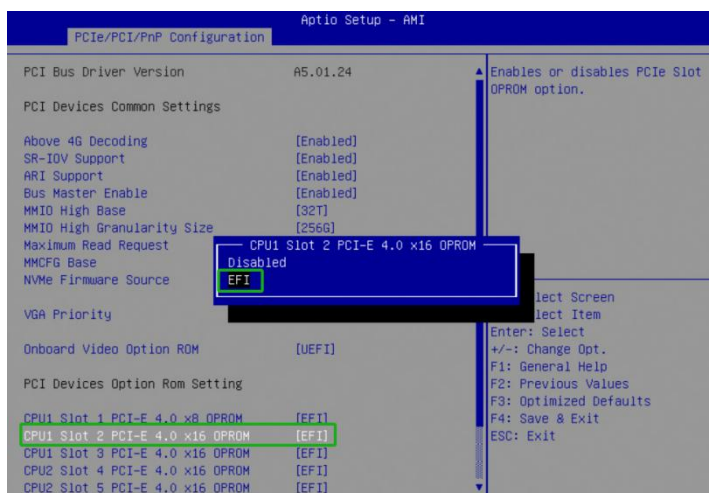 Aptio Setup – AMI
PCIe/PCI/PnP Configuration
PCI Bus Driver Version A5.01.24
PCI Devices Common Settings
Above 4G Decoding [Enabled]
SR-IOV Support [Enabled]
ARI Support [Enabled]
Bus Master Enable [Enabled]
MMIO High Base [32T]
MMIO High Granularity Size [256G]
Maximum Read Request
MMCFG Base
NVMe Firmware Source
VGA Priority
Onboard Video Option ROM [UEFI]
PCI Devices Option Rom Setting
CPU1 Slot 1 PCI-E 4.0 x8 OPROM [EFI]
CPU1 Slot 2 PCI-E 4.0 x16 OPROM [EFI]
CPU1 Slot 3 PCI-E 4.0 x16 OPROM [EFI]
CPU2 Slot 4 PCI-E 4.0 x16 OPROM [EFI]
CPU2 Slot 5 PCI-E 4.0 x16 OPROM [EFI]
CPU1 Slot 2 PCI-E 4.0 x16 OPROM
Disabled
EFI
Enables or disables PCIe Slot
OPROM option.
lect Screen
lect Item
Enter: Select
+/-: Change Opt.
F1: General Help
F2: Previous Values
F3: Optimized Defaults
F4: Save & Exit
ESC: Exit